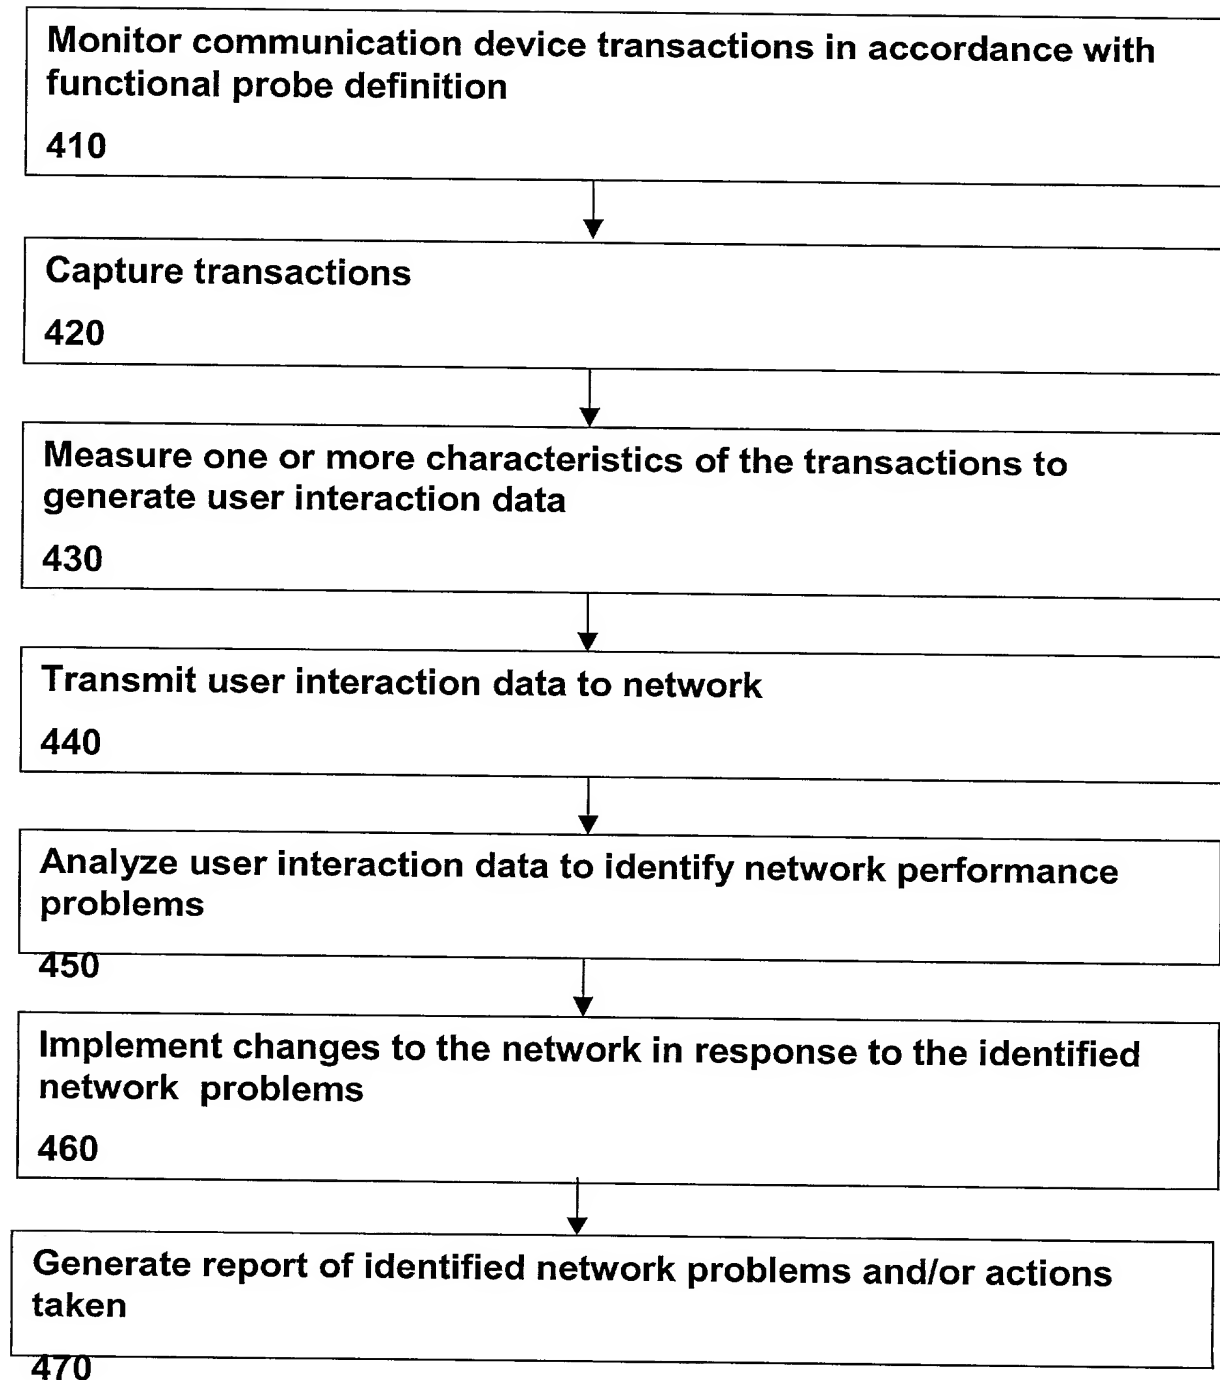 Monitor communication device transactions in accordance with
functional probe definition
410
Capture transactions
420
Measure one or more characteristics of the transactions to
generate user interaction data
430
Transmit user interaction data to network
440
Analyze user interaction data to identify network performance
problems
450
Implement changes to the network in response to the identified
network problems
460
Generate report of identified network problems and/or actions
taken
470